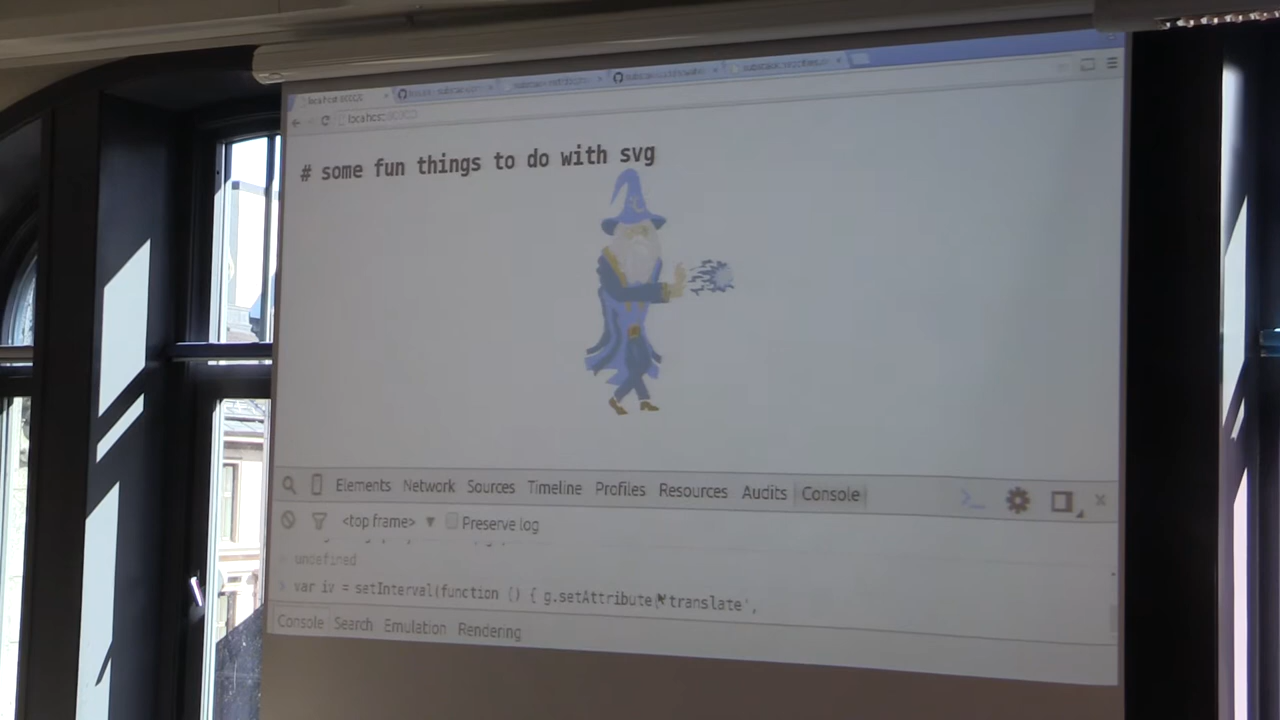 localhost
# some fun things to do with svg
Elements Network Sources Timeline Profiles Resources Audits Console
<top frame> ▼ Preserve log
undefined
> var iv = setInterval(function () { g.setAttribute('translate',
Console Search Emulation Rendering